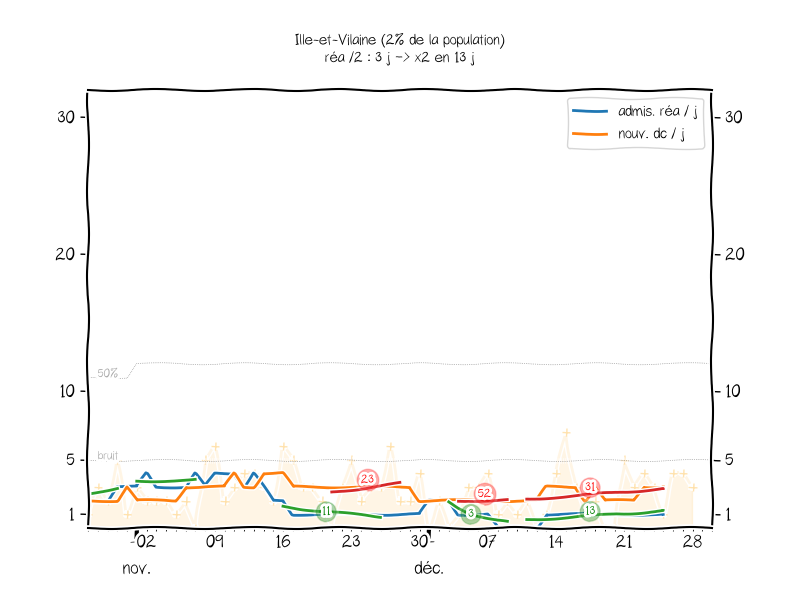 Ille-et-Vilaine (2% de la population)
réa /2 : 3 j -> x2 en 13 j
admis. réa / j
nouv. dc / j
30 30
20 20
50%
10 10
bruit
5 5
23
52
31
11
3
13
1 1
02 09 16 23 30 07 14 21 28
nov. déc.